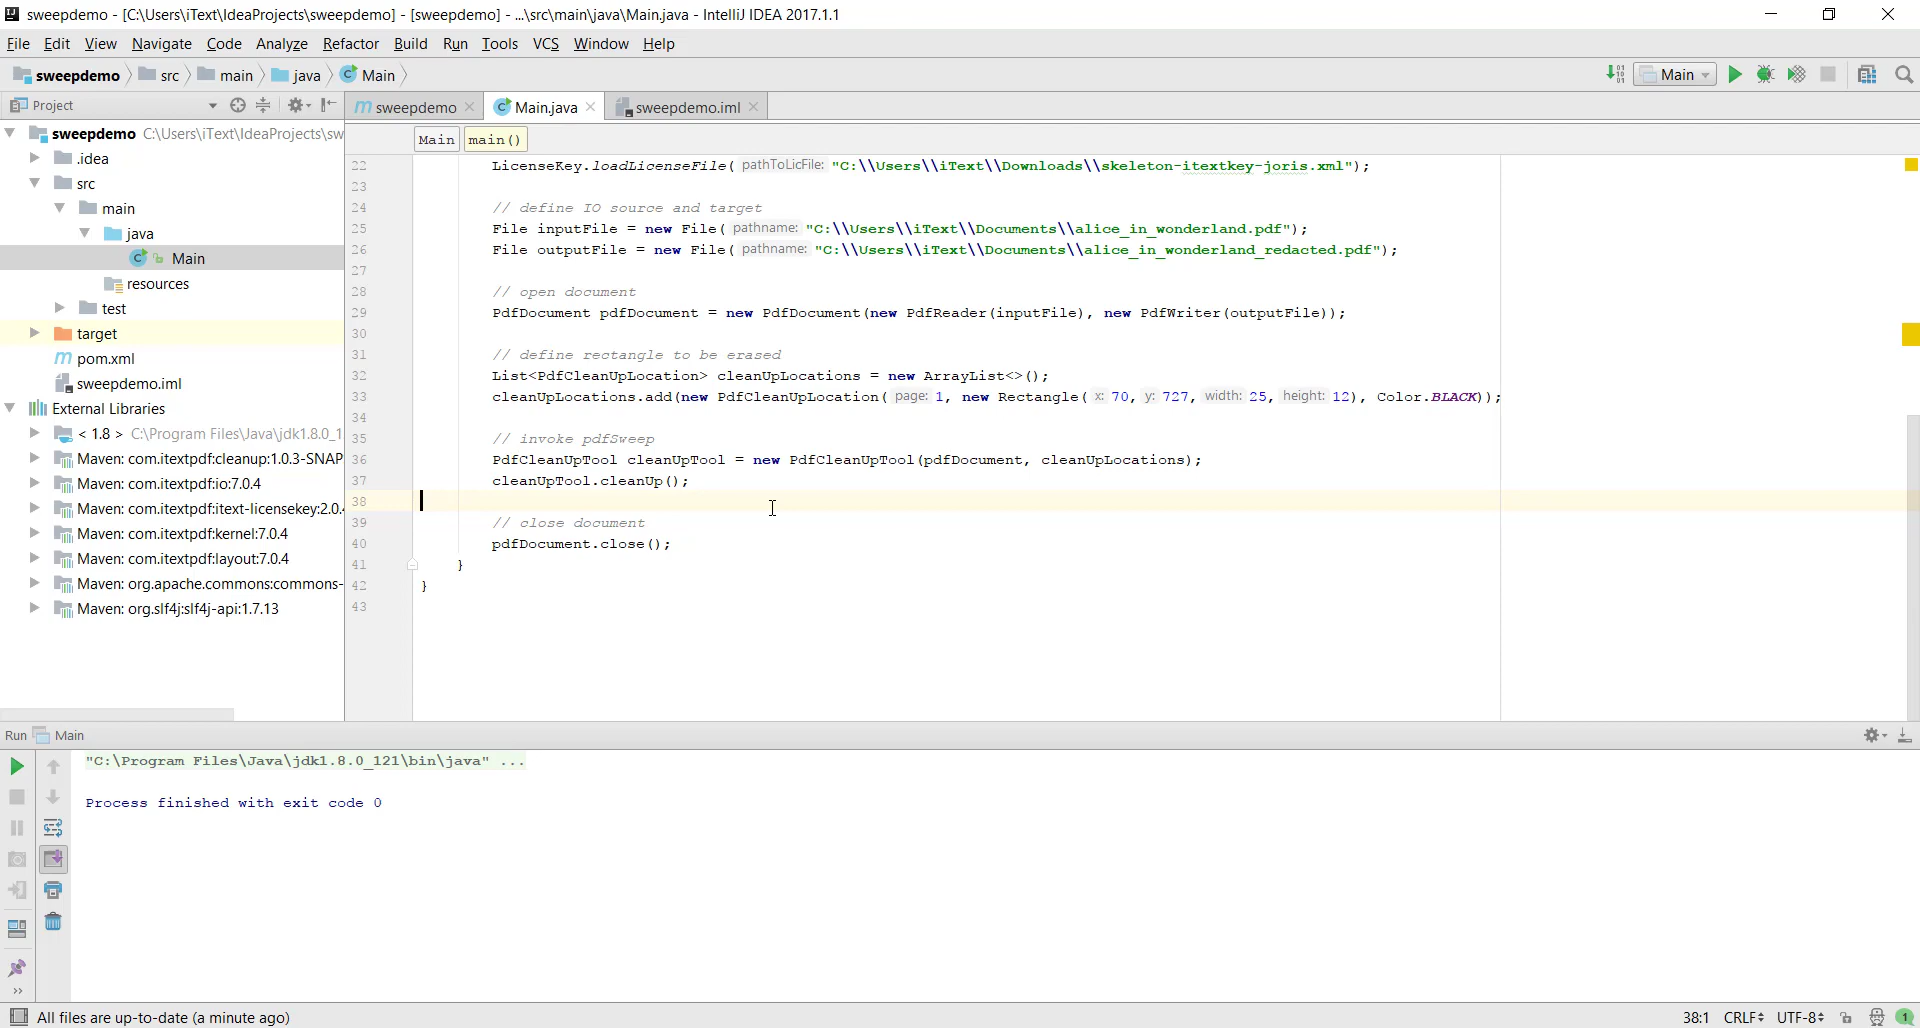 sweepdemo - [C:\Users\iText\IdeaProjects\sweepdemo] - [sweepdemo] - ...\src\main\java\Main.java - IntelliJ IDEA 2017.1.1
File Edit View Navigate Code Analyze Refactor Build Run Tools VCS Window Help
sweepdemo src main java Main
Main
Project
sweepdemo Main.java sweepdemo.iml
sweepdemo C:\Users\iText\IdeaProjects\sw
.idea
src
main
java
Main
resources
test
target
pom.xml
sweepdemo.iml
External Libraries
< 1.8 > C:\Program Files\Java\jdk1.8.0_1
Maven: com.itextpdf:cleanup:1.0.3-SNAP
Maven: com.itextpdf:io:7.0.4
Maven: com.itextpdf:itext-licensekey:2.0.4
Maven: com.itextpdf:kernel:7.0.4
Maven: com.itextpdf:layout:7.0.4
Maven: org.apache.commons:commons-
Maven: org.slf4j:slf4j-api:1.7.13
Main main()
22 LicenseKey.loadLicenseFile( pathToLicFile: "C:\\Users\\iText\\Downloads\\skeleton-itextkey-joris.xml");
23
24 // define IO source and target
25 File inputFile = new File( pathname: "C:\\Users\\iText\\Documents\\alice_in_wonderland.pdf");
26 File outputFile = new File( pathname: "C:\\Users\\iText\\Documents\\alice_in_wonderland_redacted.pdf");
27
28 // open document
29 PdfDocument pdfDocument = new PdfDocument(new PdfReader(inputFile), new PdfWriter(outputFile));
30
31 // define rectangle to be erased
32 List<PdfCleanUpLocation> cleanUpLocations = new ArrayList<>();
33 cleanUpLocations.add(new PdfCleanUpLocation( page: 1, new Rectangle( x: 70, y: 727, width: 25, height: 12), Color.BLACK));
34
35 // invoke pdfSweep
36 PdfCleanUpTool cleanUpTool = new PdfCleanUpTool(pdfDocument, cleanUpLocations);
37 cleanUpTool.cleanUp();
38
39 // close document
40 pdfDocument.close();
41 }
42 }
43
Run Main
"C:\Program Files\Java\jdk1.8.0_121\bin\java" ...
Process finished with exit code 0
All files are up-to-date (a minute ago)
38:1 CRLF UTF-8 1